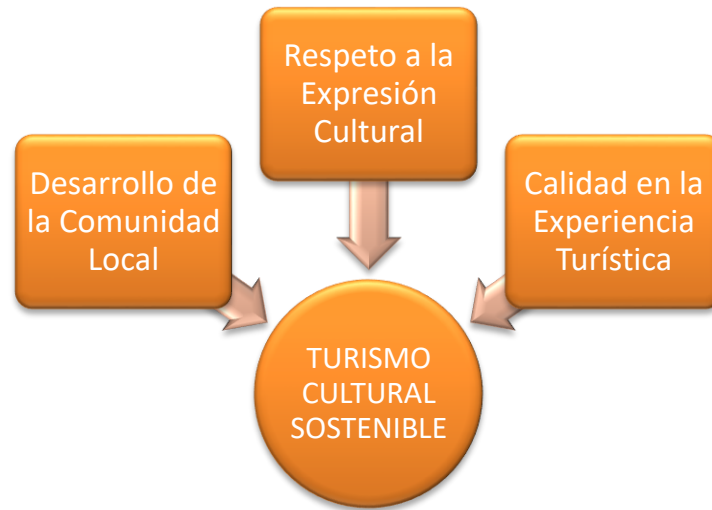 Respeto a la
Expresión
Cultural
Desarrollo de
la Comunidad
Local
Calidad en la
Experiencia
Turística
TURISMO
CULTURAL
SOSTENIBLE